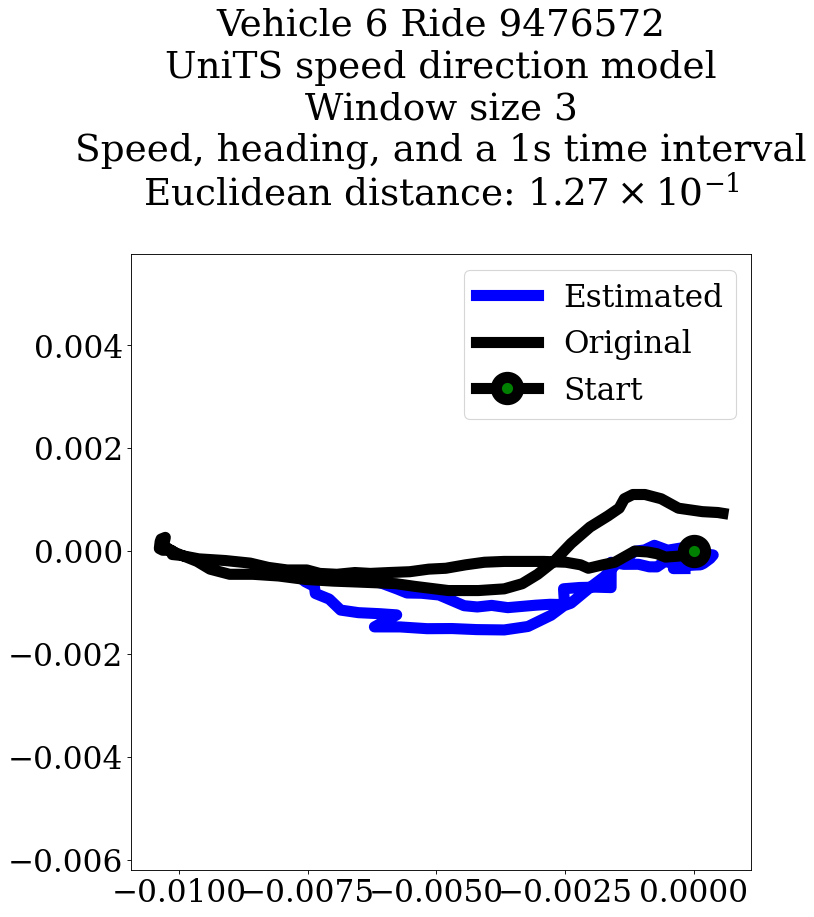 Vehicle 6 Ride 9476572
UniTS speed direction model
Window size 3
Speed, heading, and a 1s time interval
Euclidean distance: 1.27 × 10⁻¹
Estimated
Original
Start
0.004
0.002
0.000
−0.002
−0.004
−0.006
−0.0100 −0.0075 −0.0050 −0.0025 0.0000